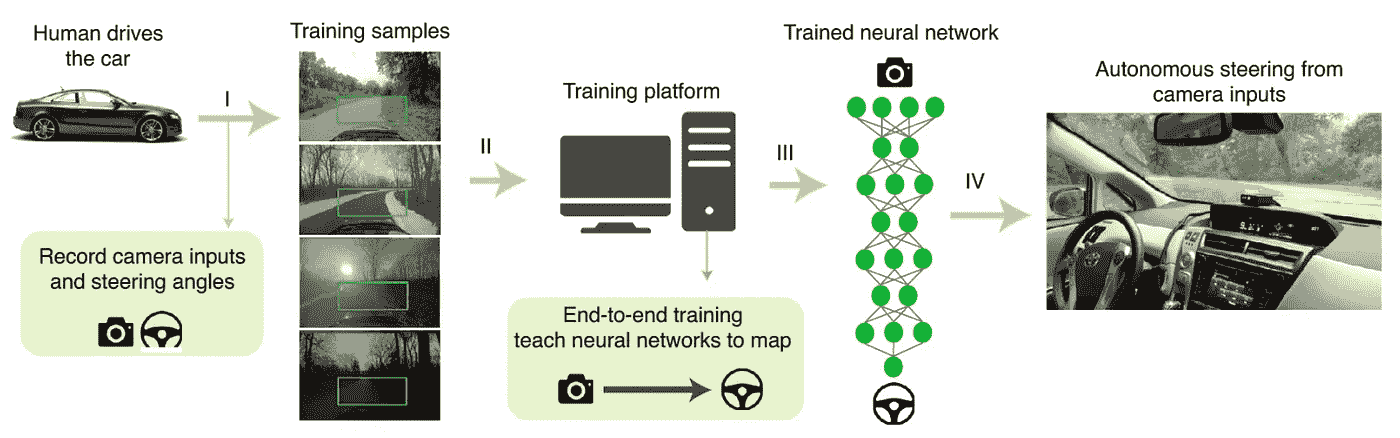 Human drives
the car
I
Record camera inputs
and steering angles
Training samples
II
Training platform
End-to-end training
teach neural networks to map
III
Trained neural network
IV
Autonomous steering from
camera inputs